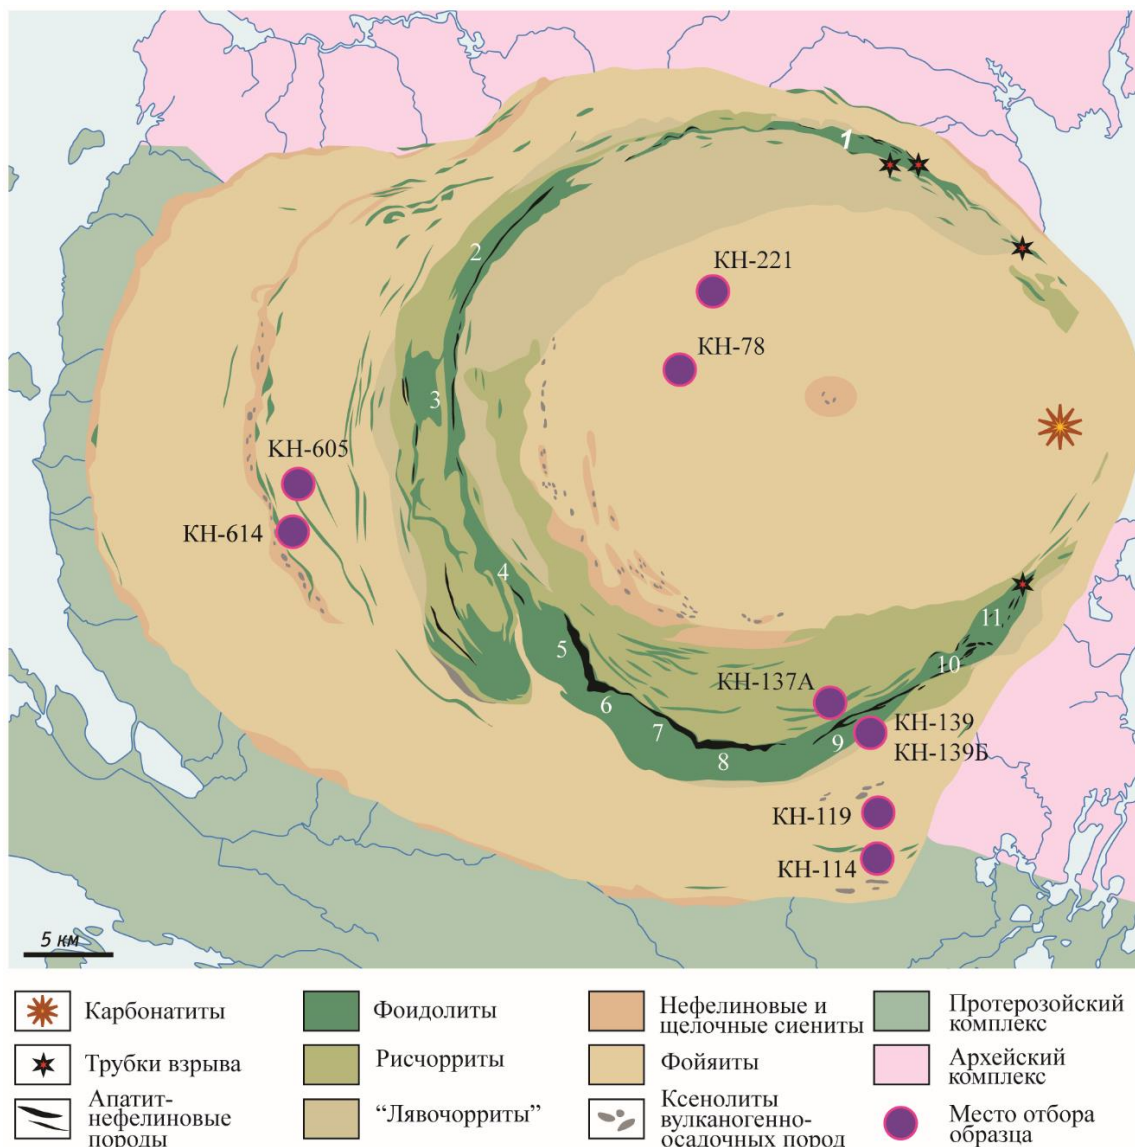 1
2
КН-221
КН-78
3
КН-605
КН-614
4
11
5
10
КН-137А
6
КН-139
7
9
КН-139Б
8
КН-119
КН-114
5 км
Карбонатиты
Трубки взрыва
Апатит-
нефелиновые
породы
Фоидолиты
Рисчорриты
“Лявочорриты”
Нефелиновые и
щелочные сиениты
Фойяиты
Ксенолиты
вулканогенно-
осадочных пород
Протерозойский
комплекс
Архейский
комплекс
Место отбора
образца